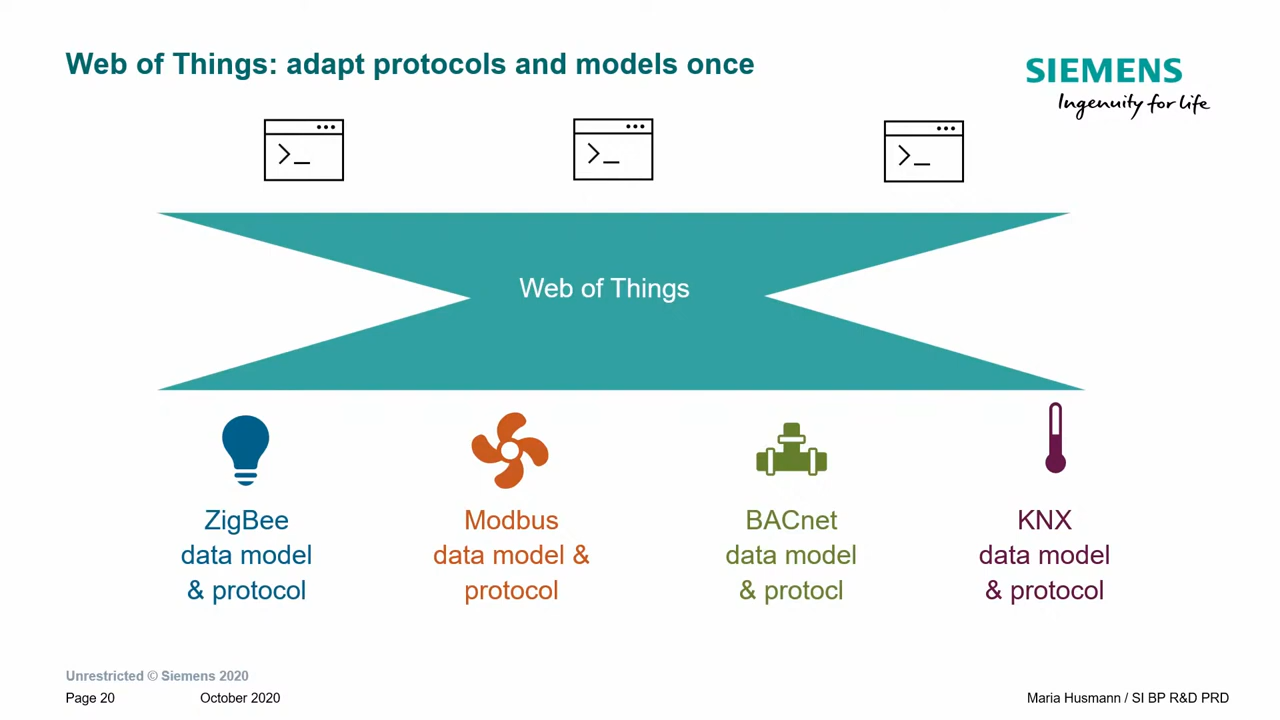 Web of Things: adapt protocols and models once
SIEMENS
Ingenuity for life
>_
>_
>_
Web of Things
ZigBee
data model
& protocol
Modbus
data model &
protocol
BACnet
data model
& protocl
KNX
data model
& protocol
Unrestricted © Siemens 2020
Page 20 October 2020 Maria Husmann / SI BP R&D PRD